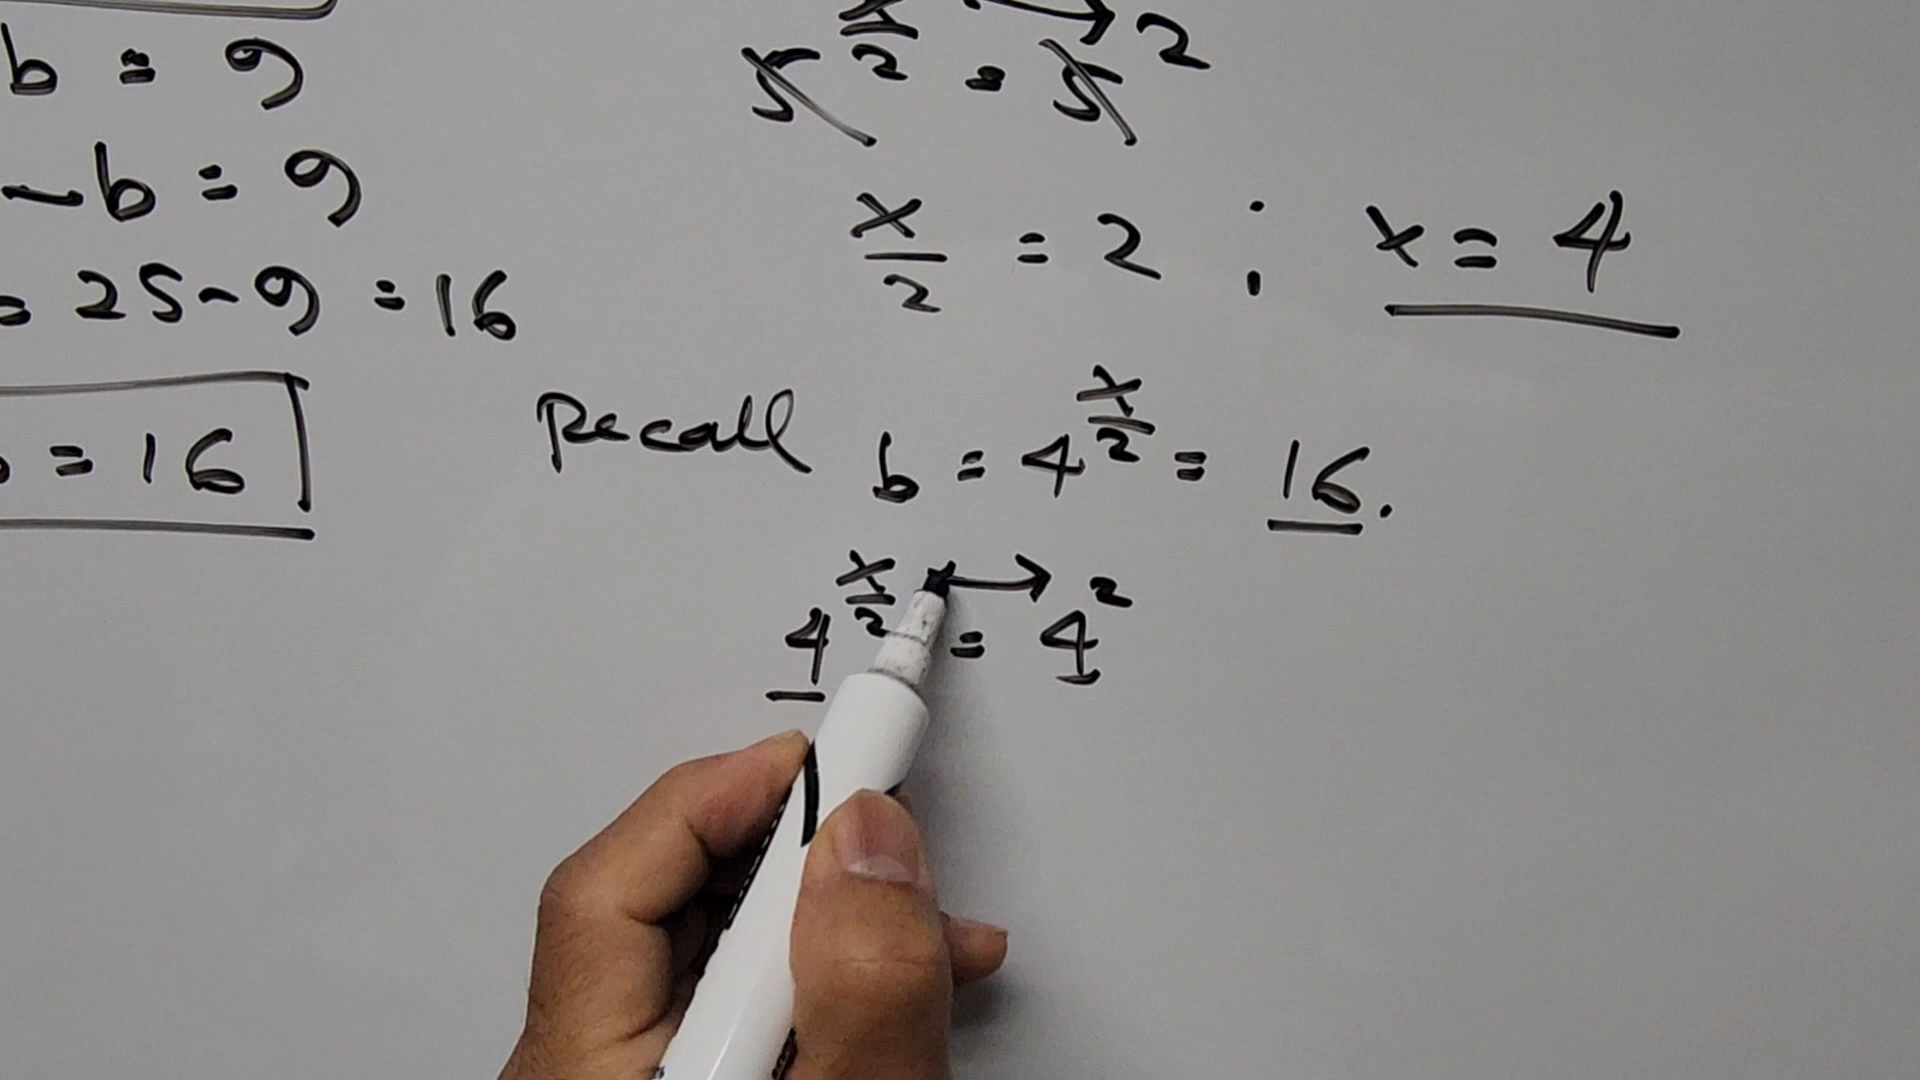 b = 9
- b = 9
= 25 - 9 = 16
b = 16
5^(x/2) = 5^2
x/2 = 2 ; x = 4
Recall b = 4^(x/2) = 16.
4^(x/2) → = 4^2